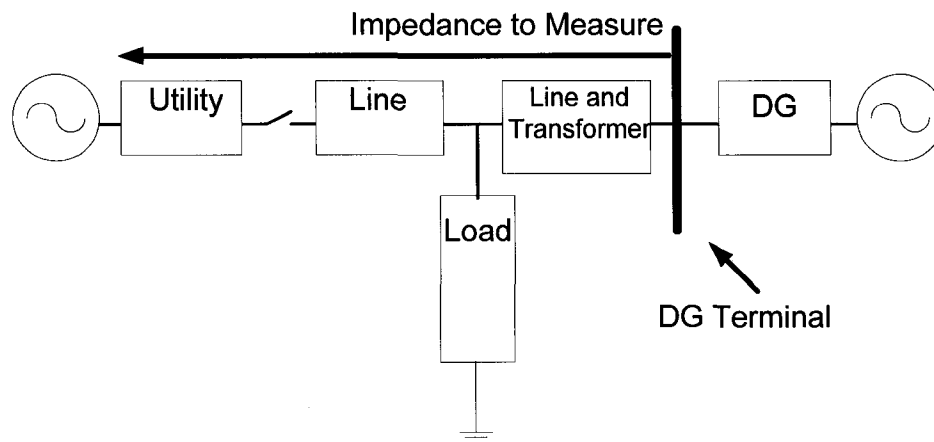 Impedance to Measure
Utility
Line
Line and
Transformer
DG
Load
DG Terminal